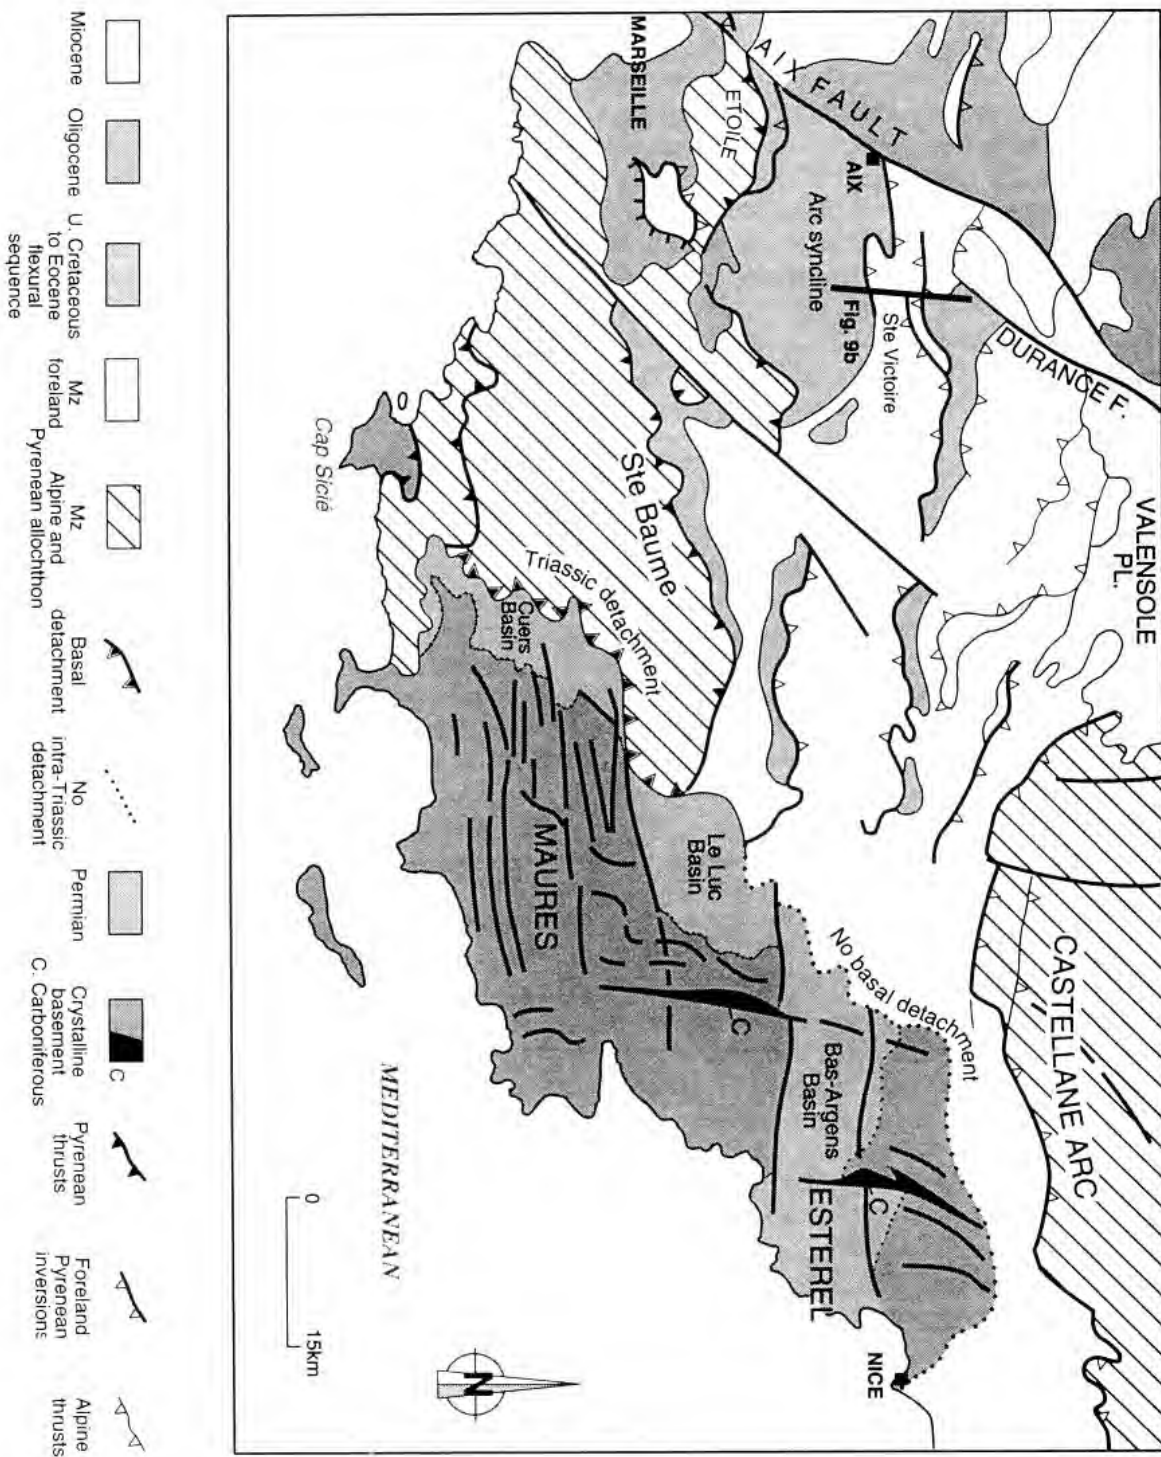 VALENSOLE
PL.
CASTELLANE ARC
AIX FAULT
DURANCE F.
AIX
Fig. 9b
Ste Victoire
Arc syncline
ETOILE
MARSEILLE
Ste Baume
Triassic detachment
No basal detachment
Le Luc
Basin
Bas-Argens
Basin
C
C
ESTEREL
NICE
Cuers
Basin
MAURES
O
Cap Sicié
MEDITERRANEAN
0
15km
N
Miocene
Oligocene
U. Cretaceous
to Eocene
flexural
sequence
Mz
foreland
Mz
Alpine and
Pyrenean allochthon
Basal
detachment
No
intra-Triassic
detachment
Permian
C
Crystalline
basement
C. Carboniferous
Pyrenean
thrusts
Foreland
Pyrenean
inversions
Alpine
thrusts